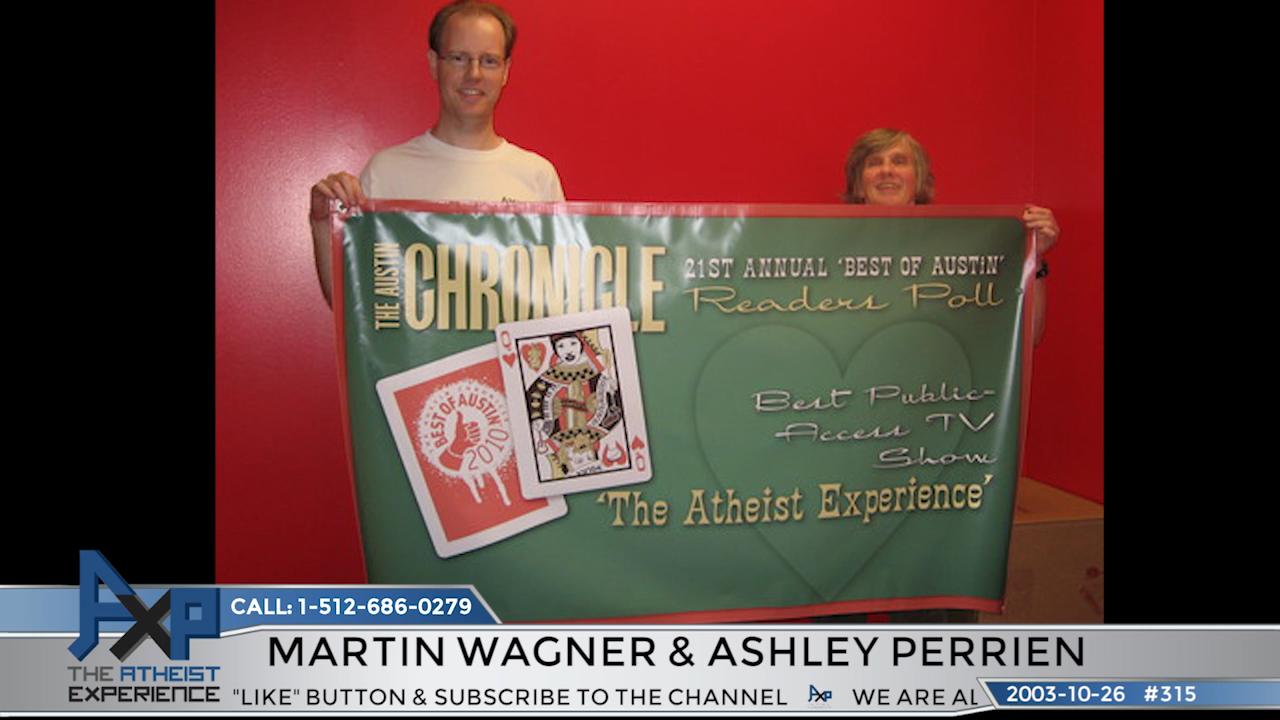 THE AUSTIN
CHRONICLE
21ST ANNUAL 'BEST OF AUSTIN'
Readers Poll
Q
BEST OF AUSTIN
2010
Q
Best Public-
Access TV
Show
'The Atheist Experience'
CALL: 1-512-686-0279
AXP
THE ATHEIST
EXPERIENCE
MARTIN WAGNER & ASHLEY PERRIEN
"LIKE" BUTTON & SUBSCRIBE TO THE CHANNEL AXP WE ARE AL
2003-10-26 #315